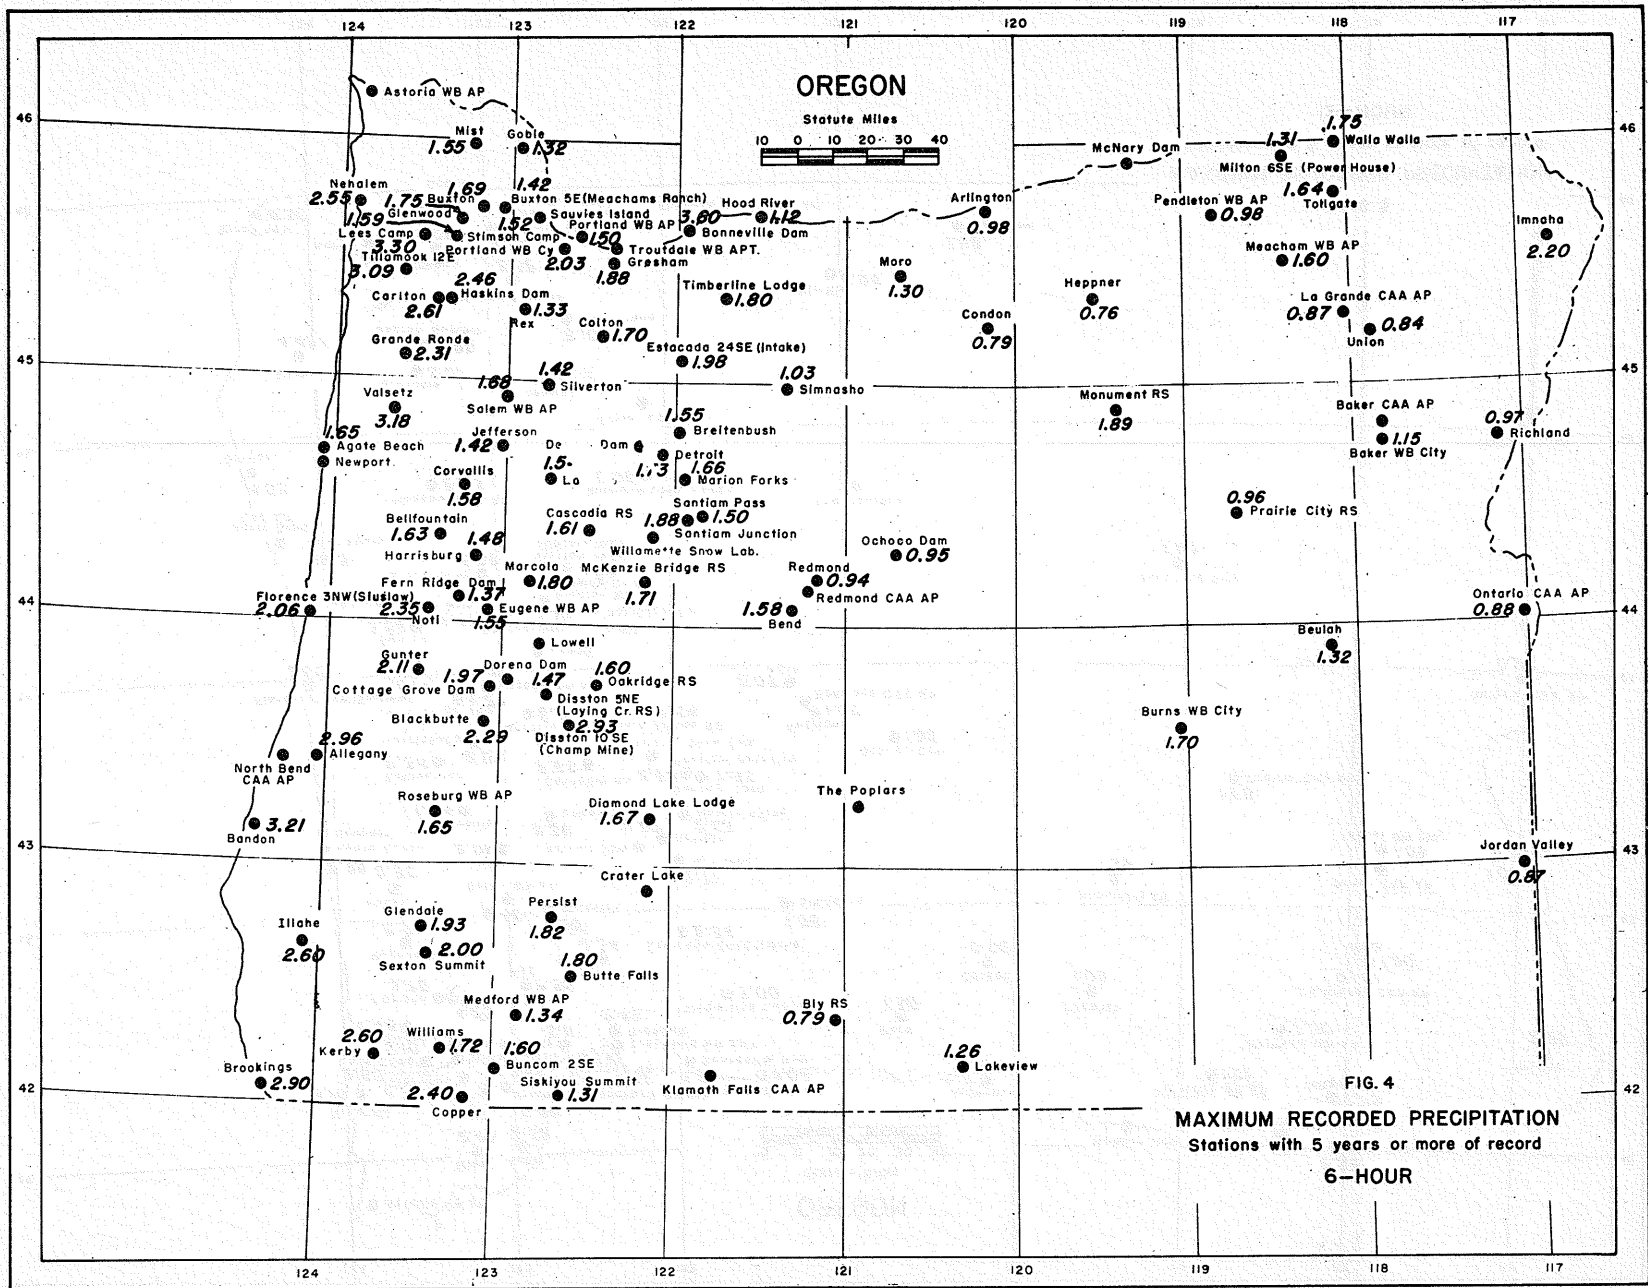 124 123 122 121 120 119 118 117
OREGON
Statute Miles
10 0 10 20 30 40
46 46
Astoria WB AP
Mist
1.55
Goble
1.32
McNary Dam
1.75
Walla Walla
1.31
Milton 6SE (Power House)
1.64
Tollgate
Nehalem
2.55
1.75 Buxton
1.69
1.42
Buxton 5E(Meachams Ranch)
1.59
Glenwood
1.52
Sauvies Island
Hood River
1.12
3.60
Bonneville Dam
Arlington
0.98
Pendleton WB AP
0.98
Imnaha
2.20
Lees Camp
3.30
Stimson Camp
Portland WB AP
1.50
Portland WB Cy
2.03
Troutdale WB APT.
Gresham
1.88
Tillamook 12E
3.09
Meacham WB AP
1.60
Moro
1.30
2.46
Carlton
2.61
Haskins Dam
1.33
Rex
Timberline Lodge
1.80
Heppner
0.76
La Grande CAA AP
0.87
0.84
Union
Colton
1.70
Condon
0.79
Grande Ronde
2.31
Estacada 24SE (Intake)
1.98
45 45
1.42
Silverton
1.68
Salem WB AP
1.03
Simnasho
Valsetz
3.18
Monument RS
1.89
Baker CAA AP
1.15
Baker WB City
0.97
Richland
1.65
Agate Beach
Newport
Jefferson
1.42
De Dam
1.55
Breitenbush
Detroit
1.66
Marion Forks
Corvallis
1.58
La
Santiam Pass
1.88 1.50
Santiam Junction
0.96
Prairie City RS
Bellfountain
1.63
1.48
Harrisburg
Cascadia RS
1.61
Willamette Snow Lab.
Ochoco Dam
0.95
Marcola
1.80
McKenzie Bridge RS
1.71
Redmond
0.94
Redmond CAA AP
Fern Ridge Dam
1.37
Florence 3NW(Siuslaw)
2.06
2.35
Noti
Eugene WB AP
1.55
1.58
Bend
Ontario CAA AP
0.88
44 44
Lowell
Beulah
1.32
Gunter
2.11
1.97
Cottage Grove Dam
Dorena Dam
1.47
1.60
Oakridge RS
Disston 5NE
(Laying Cr. RS)
Blackbutte
2.29
2.93
Disston 10SE
(Champ Mine)
Burns WB City
1.70
2.96
Allegany
North Bend
CAA AP
Roseburg WB AP
1.65
Diamond Lake Lodge
1.67
The Poplars
3.21
Bandon
43 43
Jordan Valley
0.87
Crater Lake
Illahe
2.60
Glendale
1.93
Persist
1.82
2.00
Sexton Summit
1.80
Butte Falls
Medford WB AP
1.34
Bly RS
0.79
2.60
Kerby
Williams
1.72
1.60
Buncom 2SE
1.26
Lakeview
Brookings
2.90
Siskiyou Summit
1.31
Klamath Falls CAA AP
2.40
Copper
42 42
FIG. 4
MAXIMUM RECORDED PRECIPITATION
Stations with 5 years or more of record
6-HOUR
124 123 122 121 120 119 118 117